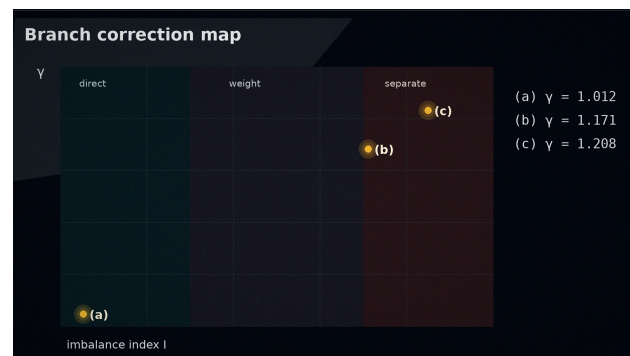 Branch correction map
γ
direct weight separate
(c)
(b)
(a)
(a) γ = 1.012
(b) γ = 1.171
(c) γ = 1.208
imbalance index I